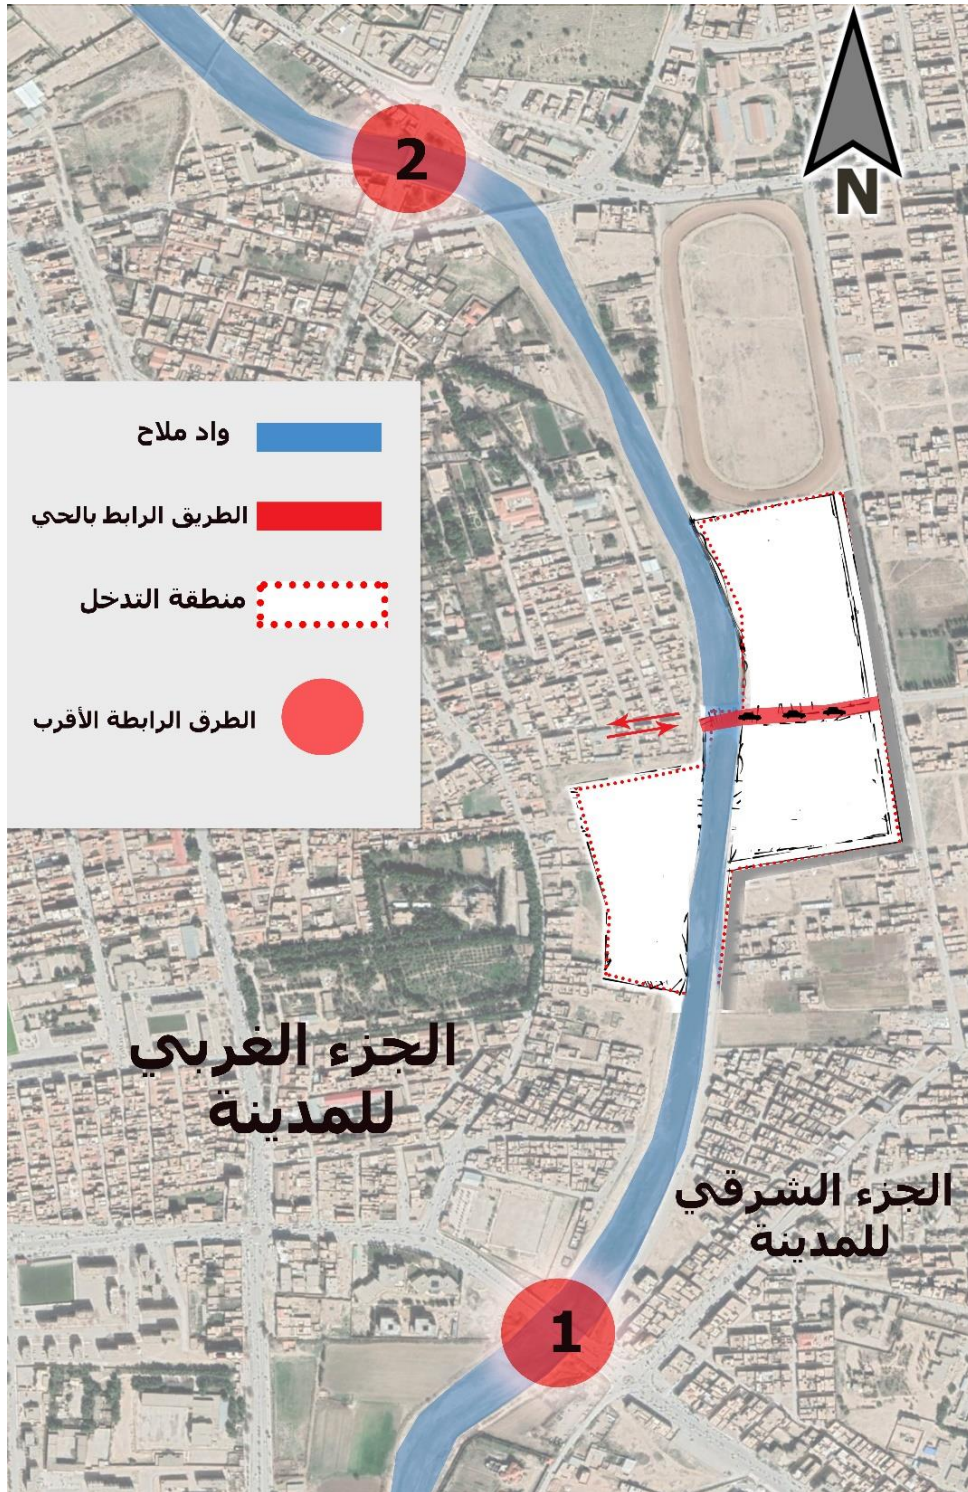 2
N
واد ملاح
الطريق الرابط بالحي
منطقة التدخل
الطرق الرابطة الأقرب
الجزء الغربي
للمدينة
الجزء الشرقي
للمدينة
1